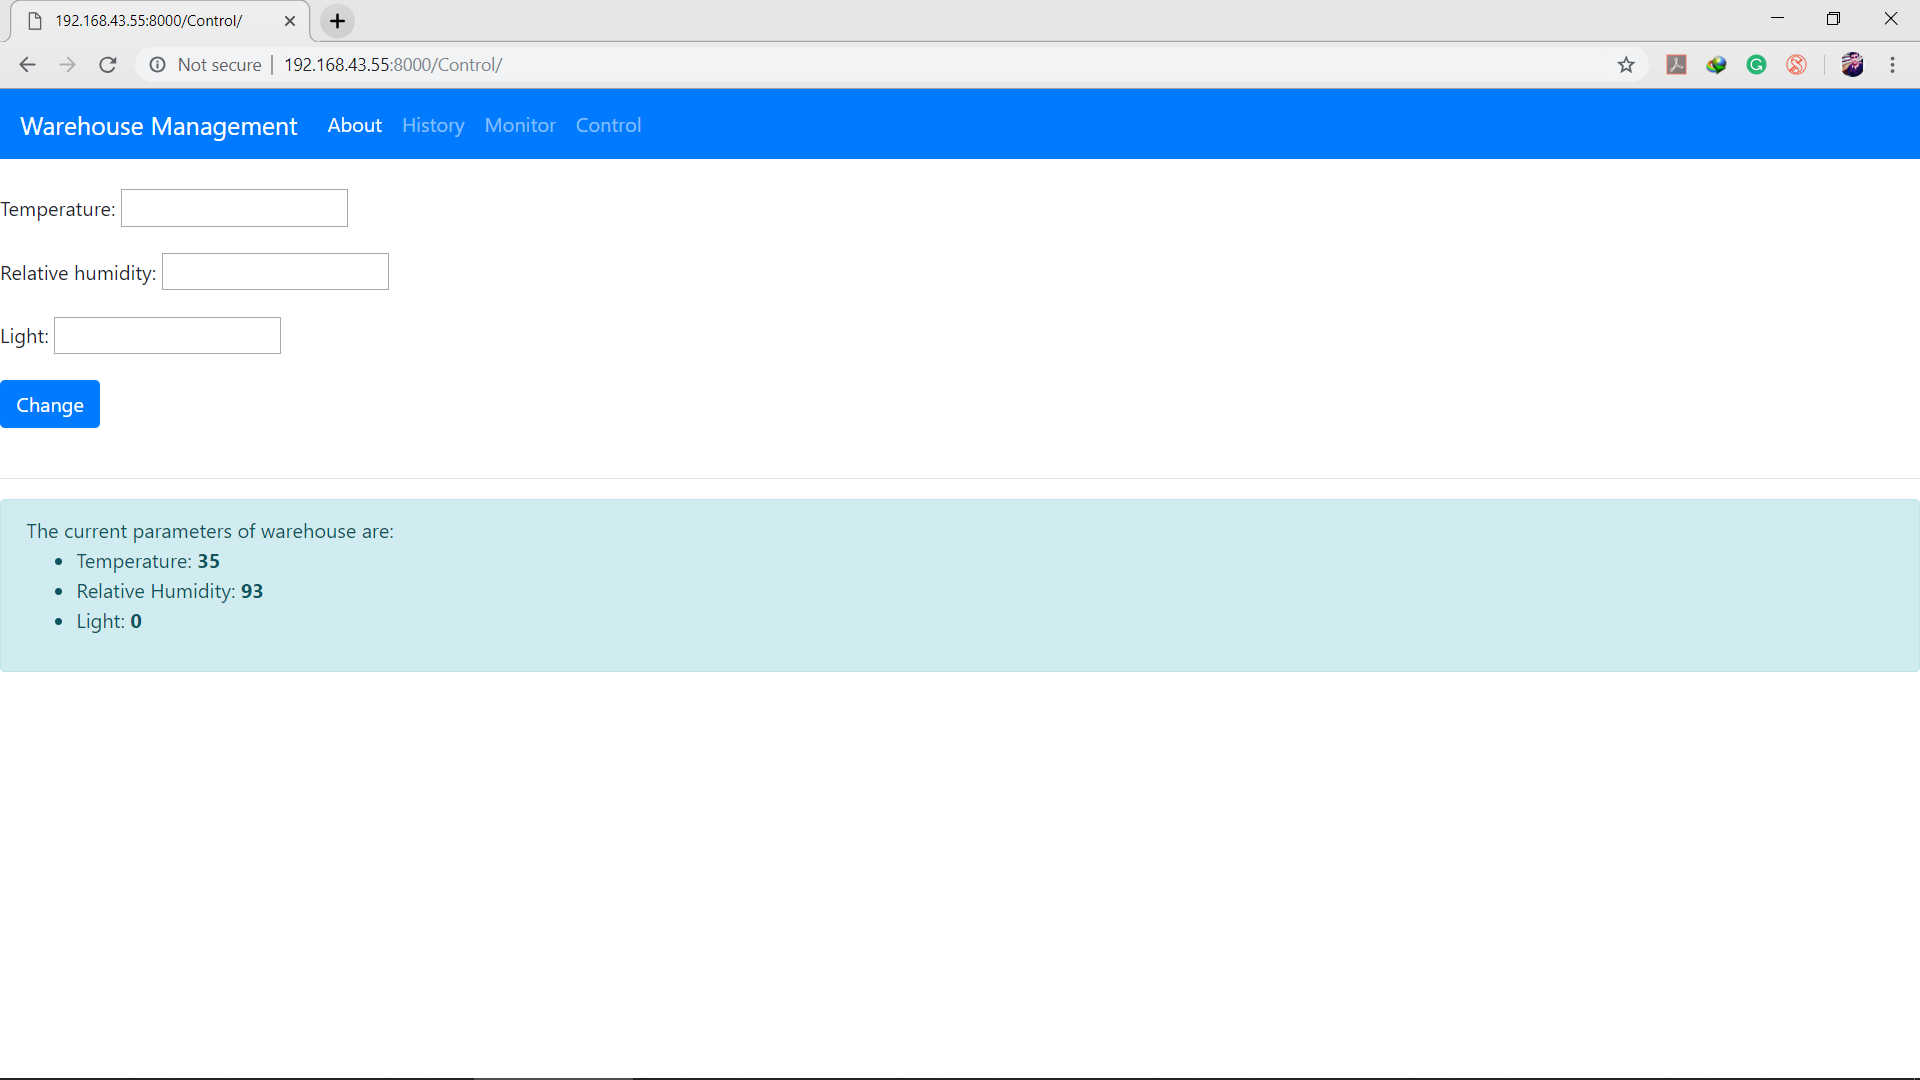 192.168.43.55:8000/Control/
Not secure | 192.168.43.55:8000/Control/
Warehouse Management About History Monitor Control
Temperature:
Relative humidity:
Light:
Change
The current parameters of warehouse are:
• Temperature: 35
• Relative Humidity: 93
• Light: 0